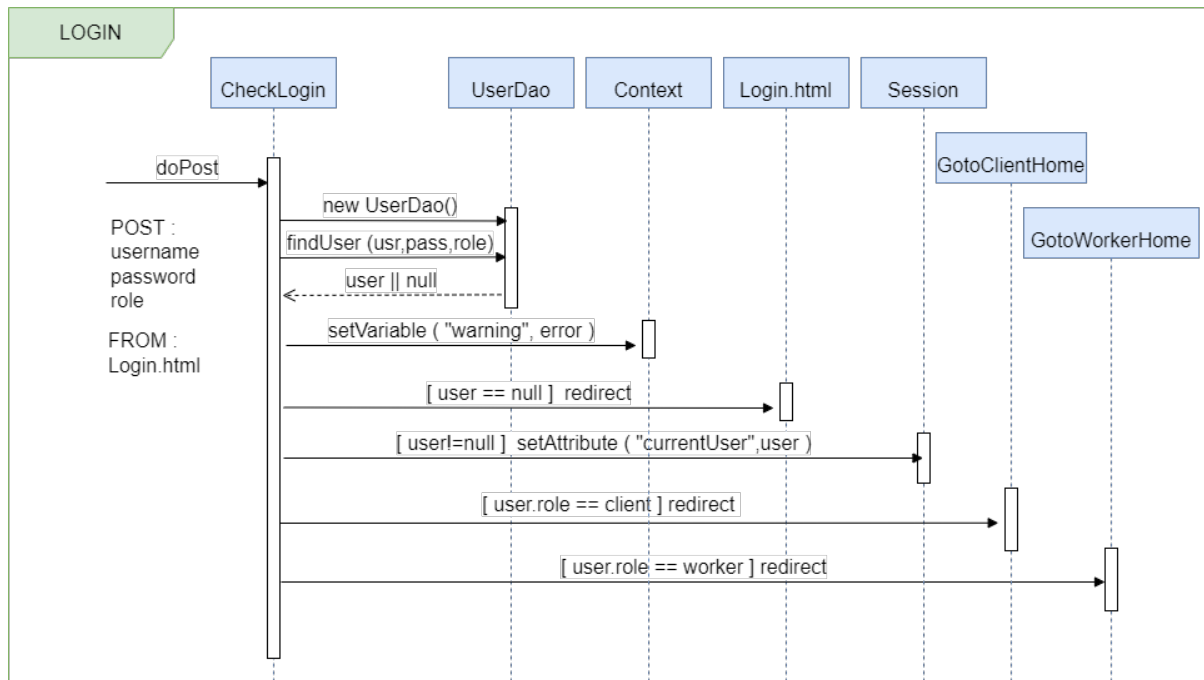 LOGIN
CheckLogin
UserDao
Context
Login.html
Session
GotoClientHome
GotoWorkerHome
doPost
new UserDao()
POST :
username
password
role
findUser (usr,pass,role)
user || null
FROM :
Login.html
setVariable ( "warning", error )
[ user == null ]  redirect
[ user!=null ]  setAttribute ( "currentUser",user )
[ user.role == client ] redirect
[ user.role == worker ] redirect